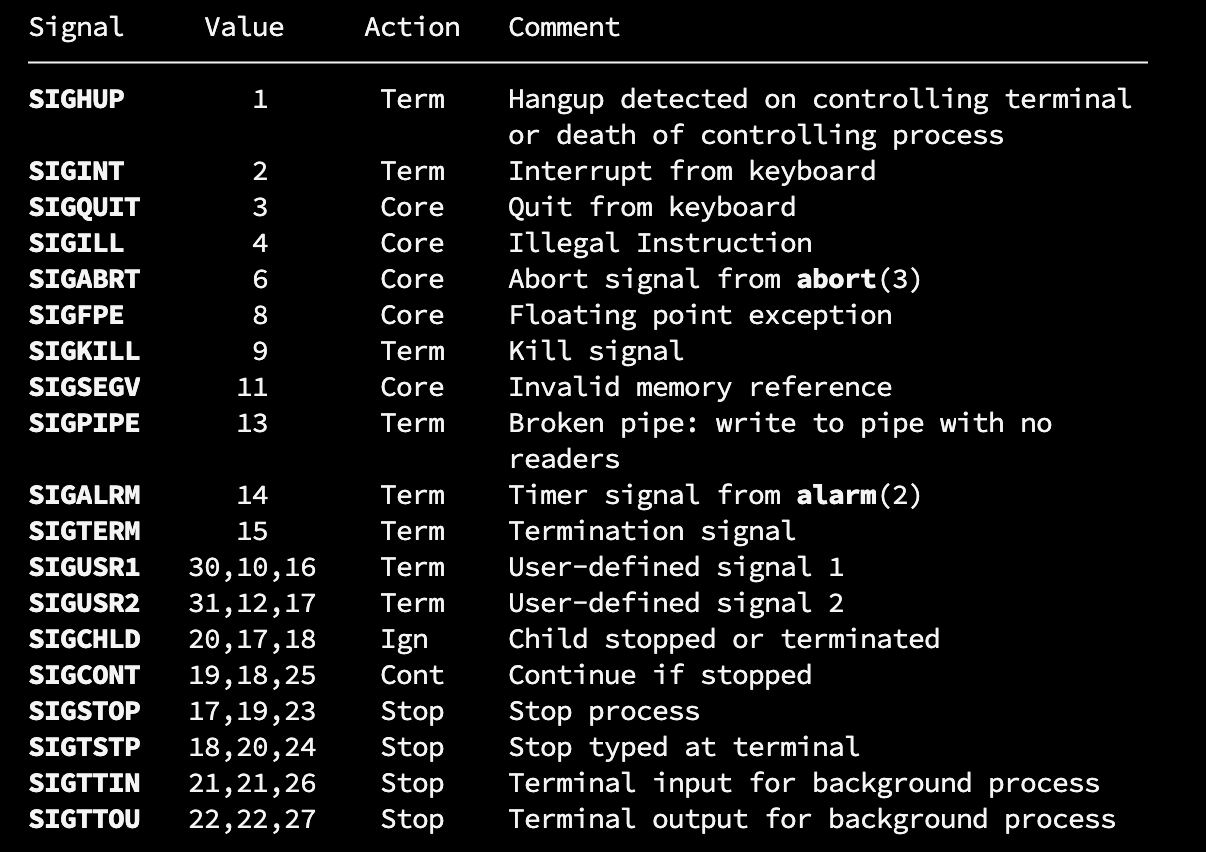 Signal Value Action Comment
SIGHUP 1 Term Hangup detected on controlling terminal
or death of controlling process
SIGINT 2 Term Interrupt from keyboard
SIGQUIT 3 Core Quit from keyboard
SIGILL 4 Core Illegal Instruction
SIGABRT 6 Core Abort signal from abort(3)
SIGFPE 8 Core Floating point exception
SIGKILL 9 Term Kill signal
SIGSEGV 11 Core Invalid memory reference
SIGPIPE 13 Term Broken pipe: write to pipe with no
readers
SIGALRM 14 Term Timer signal from alarm(2)
SIGTERM 15 Term Termination signal
SIGUSR1 30,10,16 Term User-defined signal 1
SIGUSR2 31,12,17 Term User-defined signal 2
SIGCHLD 20,17,18 Ign Child stopped or terminated
SIGCONT 19,18,25 Cont Continue if stopped
SIGSTOP 17,19,23 Stop Stop process
SIGTSTP 18,20,24 Stop Stop typed at terminal
SIGTTIN 21,21,26 Stop Terminal input for background process
SIGTTOU 22,22,27 Stop Terminal output for background process